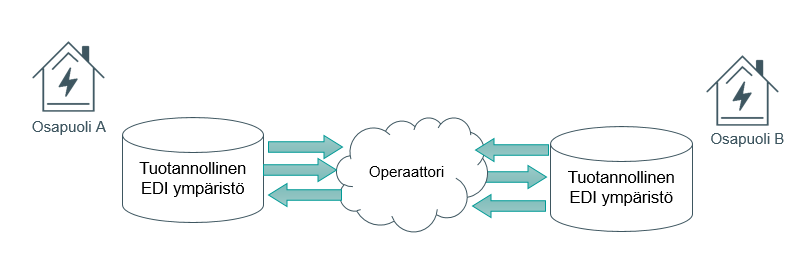 Osapuoli A
Tuotannollinen
EDI ympäristö
Operaattori
Tuotannollinen
EDI ympäristö
Osapuoli B